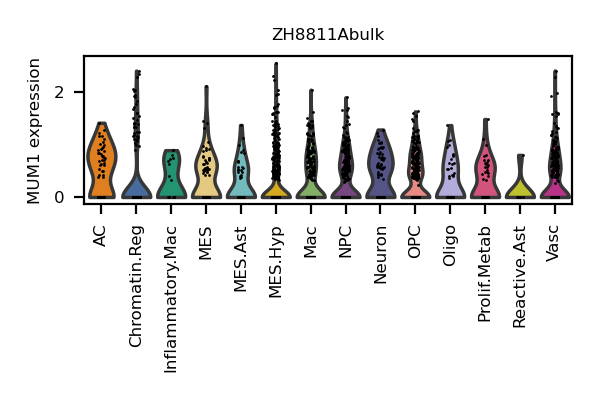 ZH8811Abulk
MUM1 expression
2
0
AC
Chromatin.Reg
Inflammatory.Mac
MES
MES.Ast
MES.Hyp
Mac
NPC
Neuron
OPC
Oligo
Prolif.Metab
Reactive.Ast
Vasc